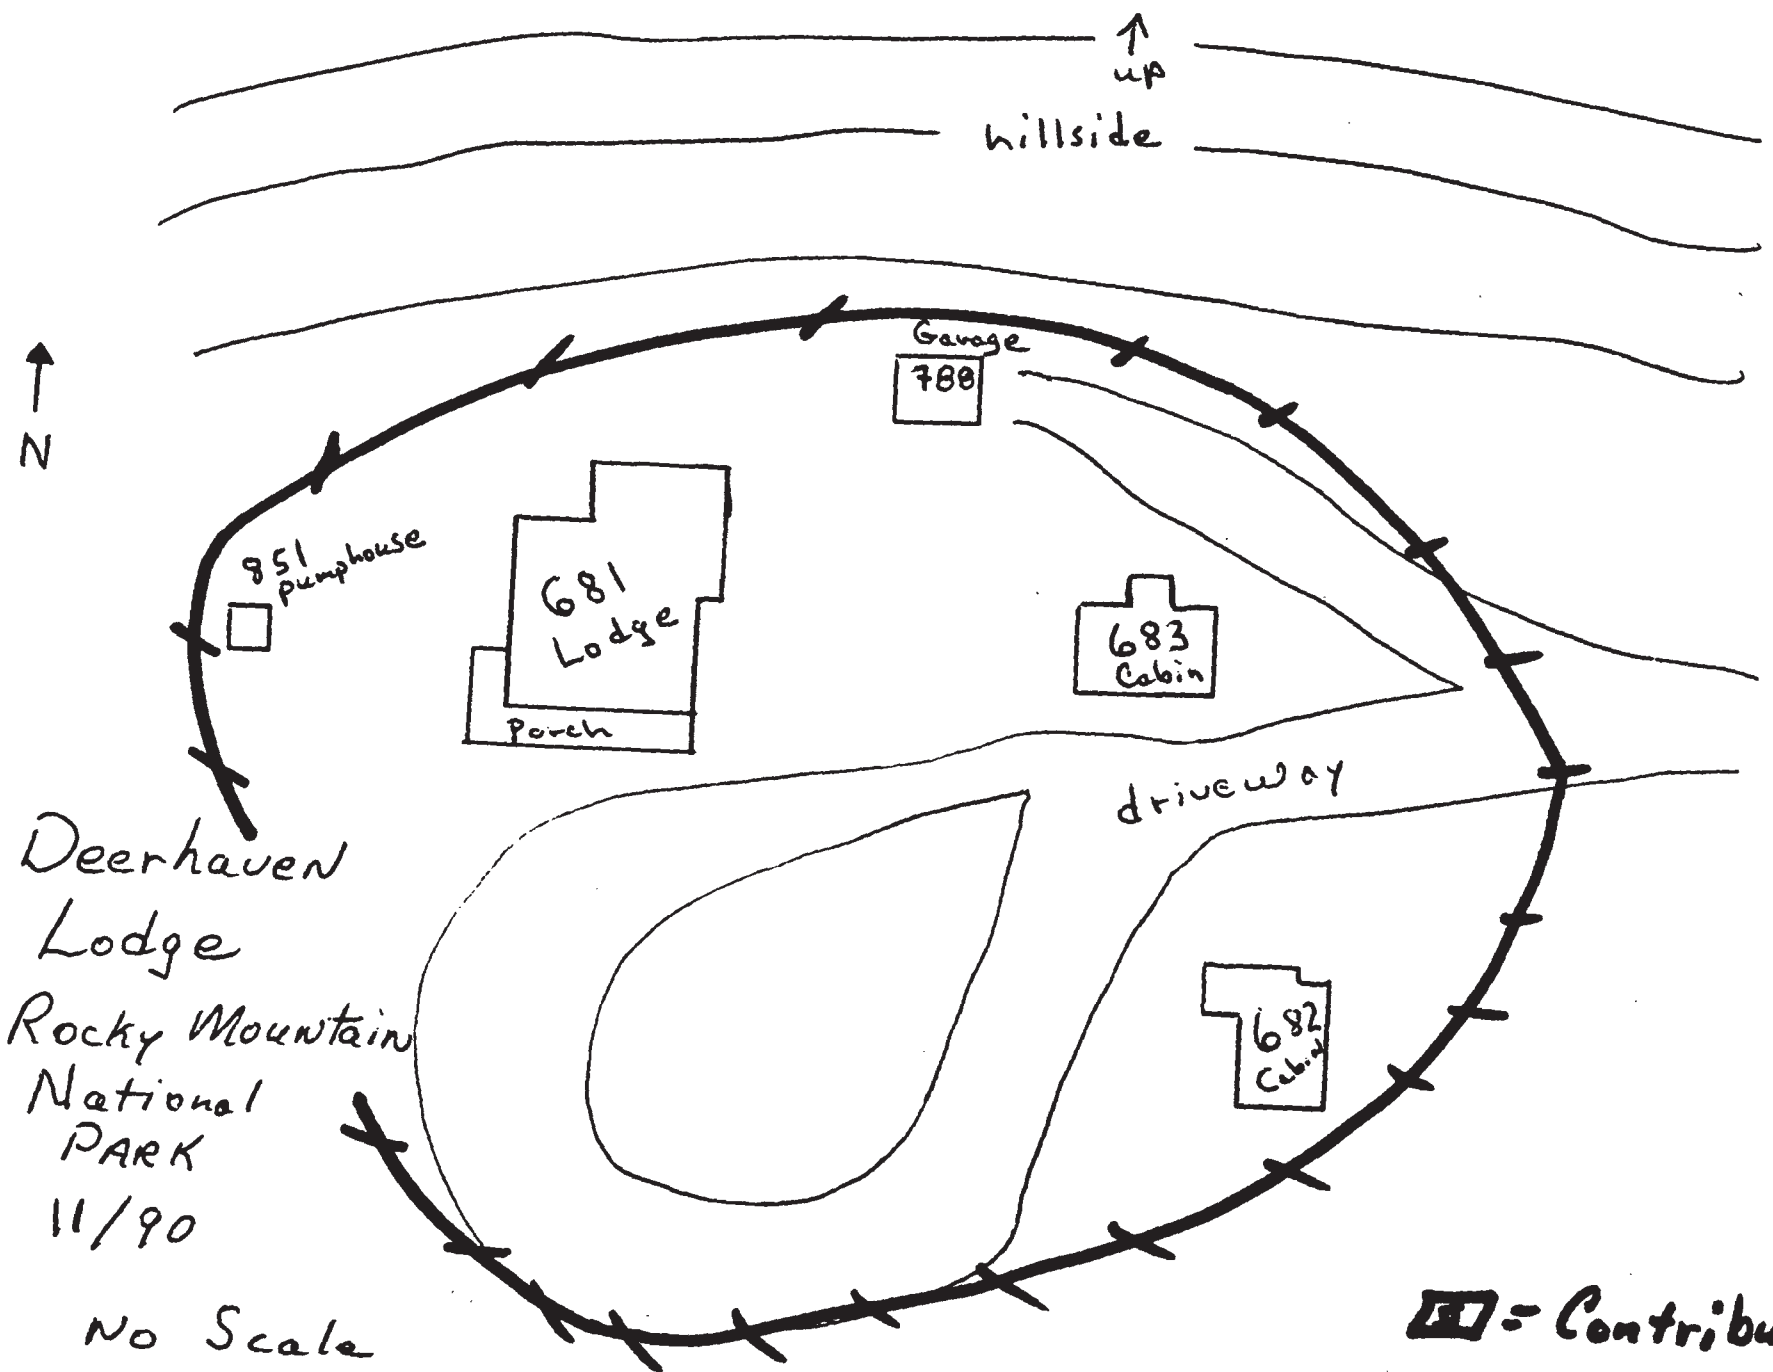 ↑
up
hillside
Garage
788
↑
N
851
pumphouse
681
Lodge
Porch
683
Cabin
driveway
682
Cabin
Deerhaven
Lodge
Rocky Mountain
National
PARK
11/90
No Scale
= Contribu